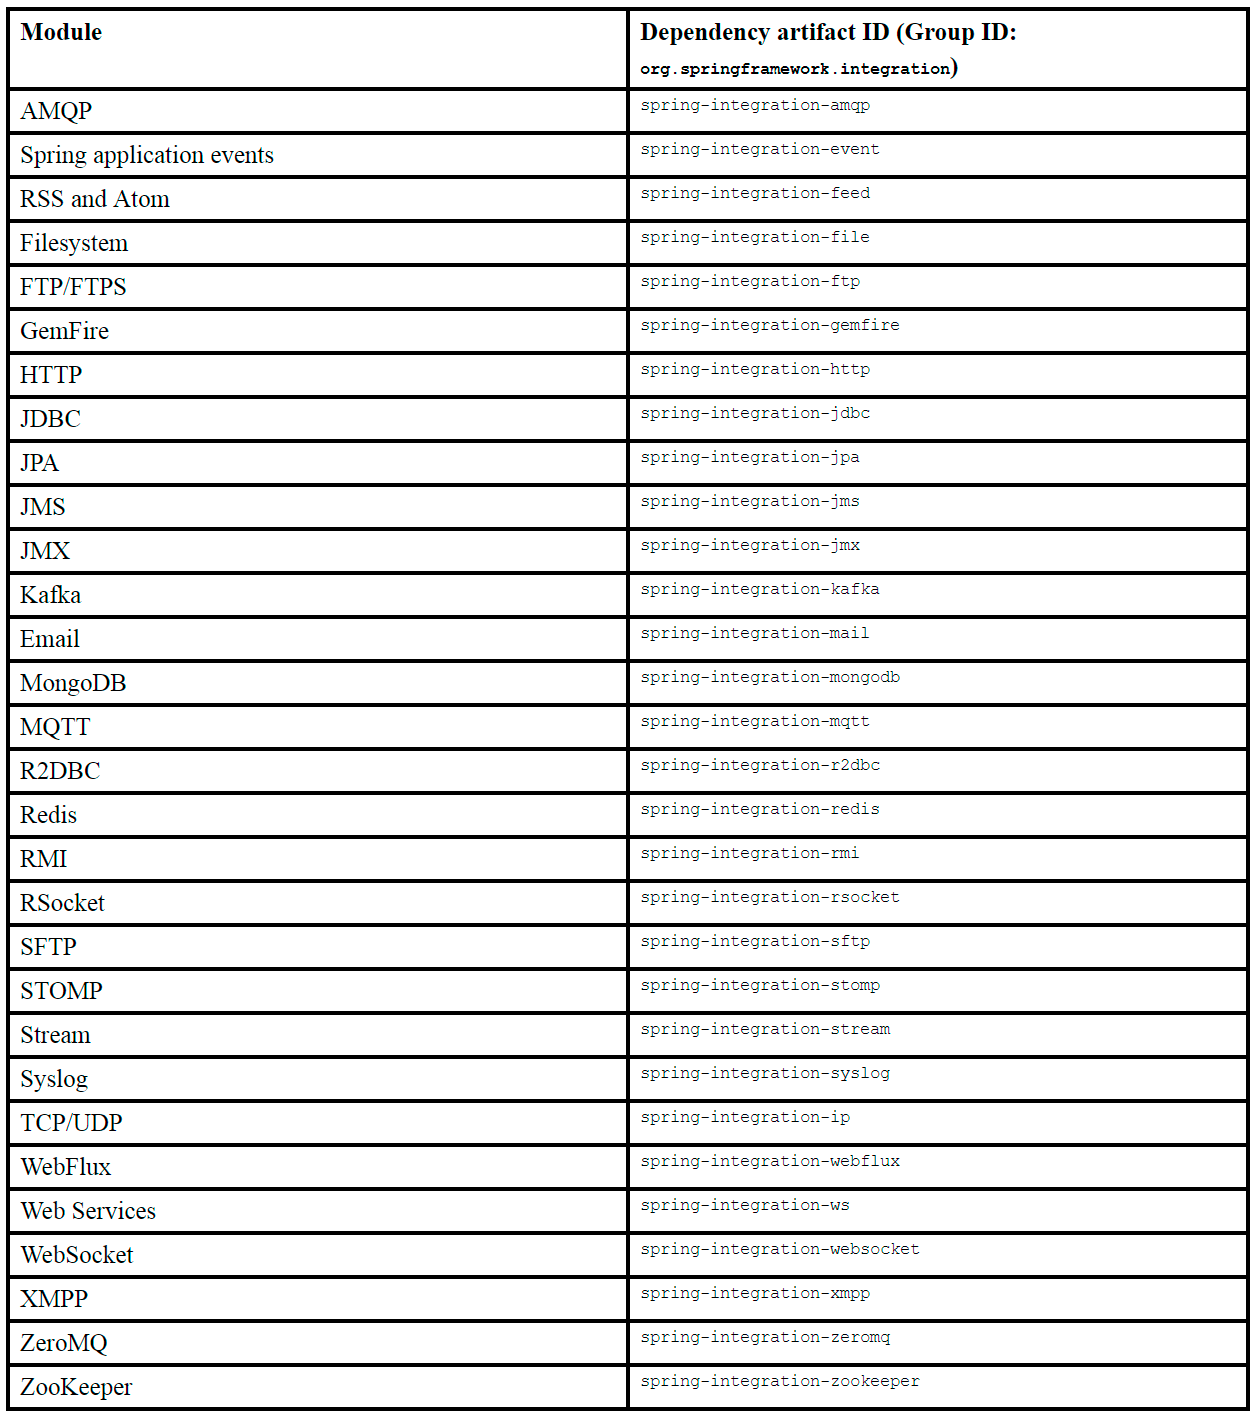 Module
Dependency artifact ID (Group ID:
org.springframework.integration)
AMQP
spring-integration-amqp
Spring application events
spring-integration-event
RSS and Atom
spring-integration-feed
Filesystem
spring-integration-file
FTP/FTPS
spring-integration-ftp
GemFire
spring-integration-gemfire
HTTP
spring-integration-http
JDBC
spring-integration-jdbc
JPA
spring-integration-jpa
JMS
spring-integration-jms
JMX
spring-integration-jmx
Kafka
spring-integration-kafka
Email
spring-integration-mail
MongoDB
spring-integration-mongodb
MQTT
spring-integration-mqtt
R2DBC
spring-integration-r2dbc
Redis
spring-integration-redis
RMI
spring-integration-rmi
RSocket
spring-integration-rsocket
SFTP
spring-integration-sftp
STOMP
spring-integration-stomp
Stream
spring-integration-stream
Syslog
spring-integration-syslog
TCP/UDP
spring-integration-ip
WebFlux
spring-integration-webflux
Web Services
spring-integration-ws
WebSocket
spring-integration-websocket
XMPP
spring-integration-xmpp
ZeroMQ
spring-integration-zeromq
ZooKeeper
spring-integration-zookeeper